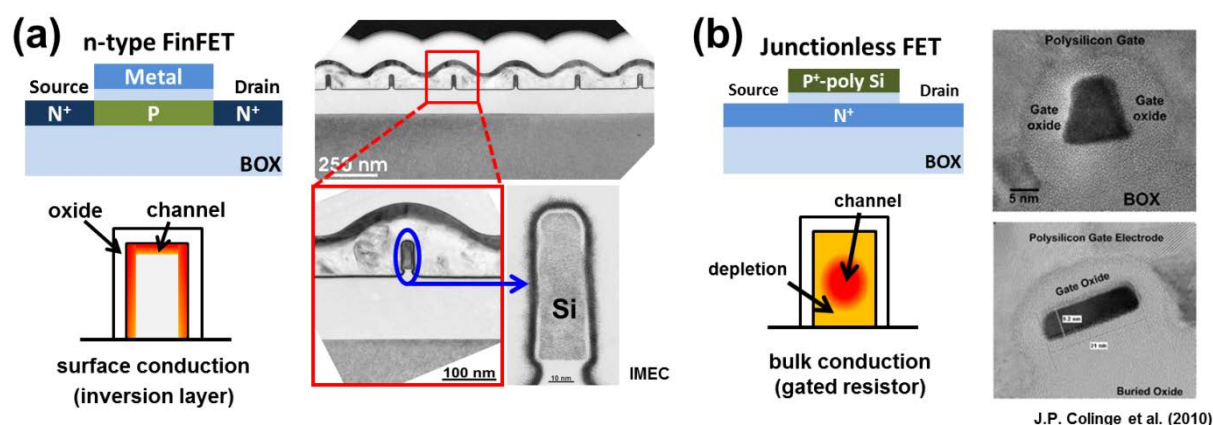 (a)
n-type FinFET
Source
Metal
Drain
N⁺
P
N⁺
BOX
oxide
channel
surface conduction
(inversion layer)
250 nm
100 nm
Si
10 nm
IMEC
(b)
Junctionless FET
Source
P⁺-poly Si
Drain
N⁺
BOX
channel
depletion
bulk conduction
(gated resistor)
Polysilicon Gate
Gate
oxide
Gate
oxide
5 nm
BOX
Polysilicon Gate Electrode
Gate Oxide
Buried Oxide
J.P. Colinge et al. (2010)